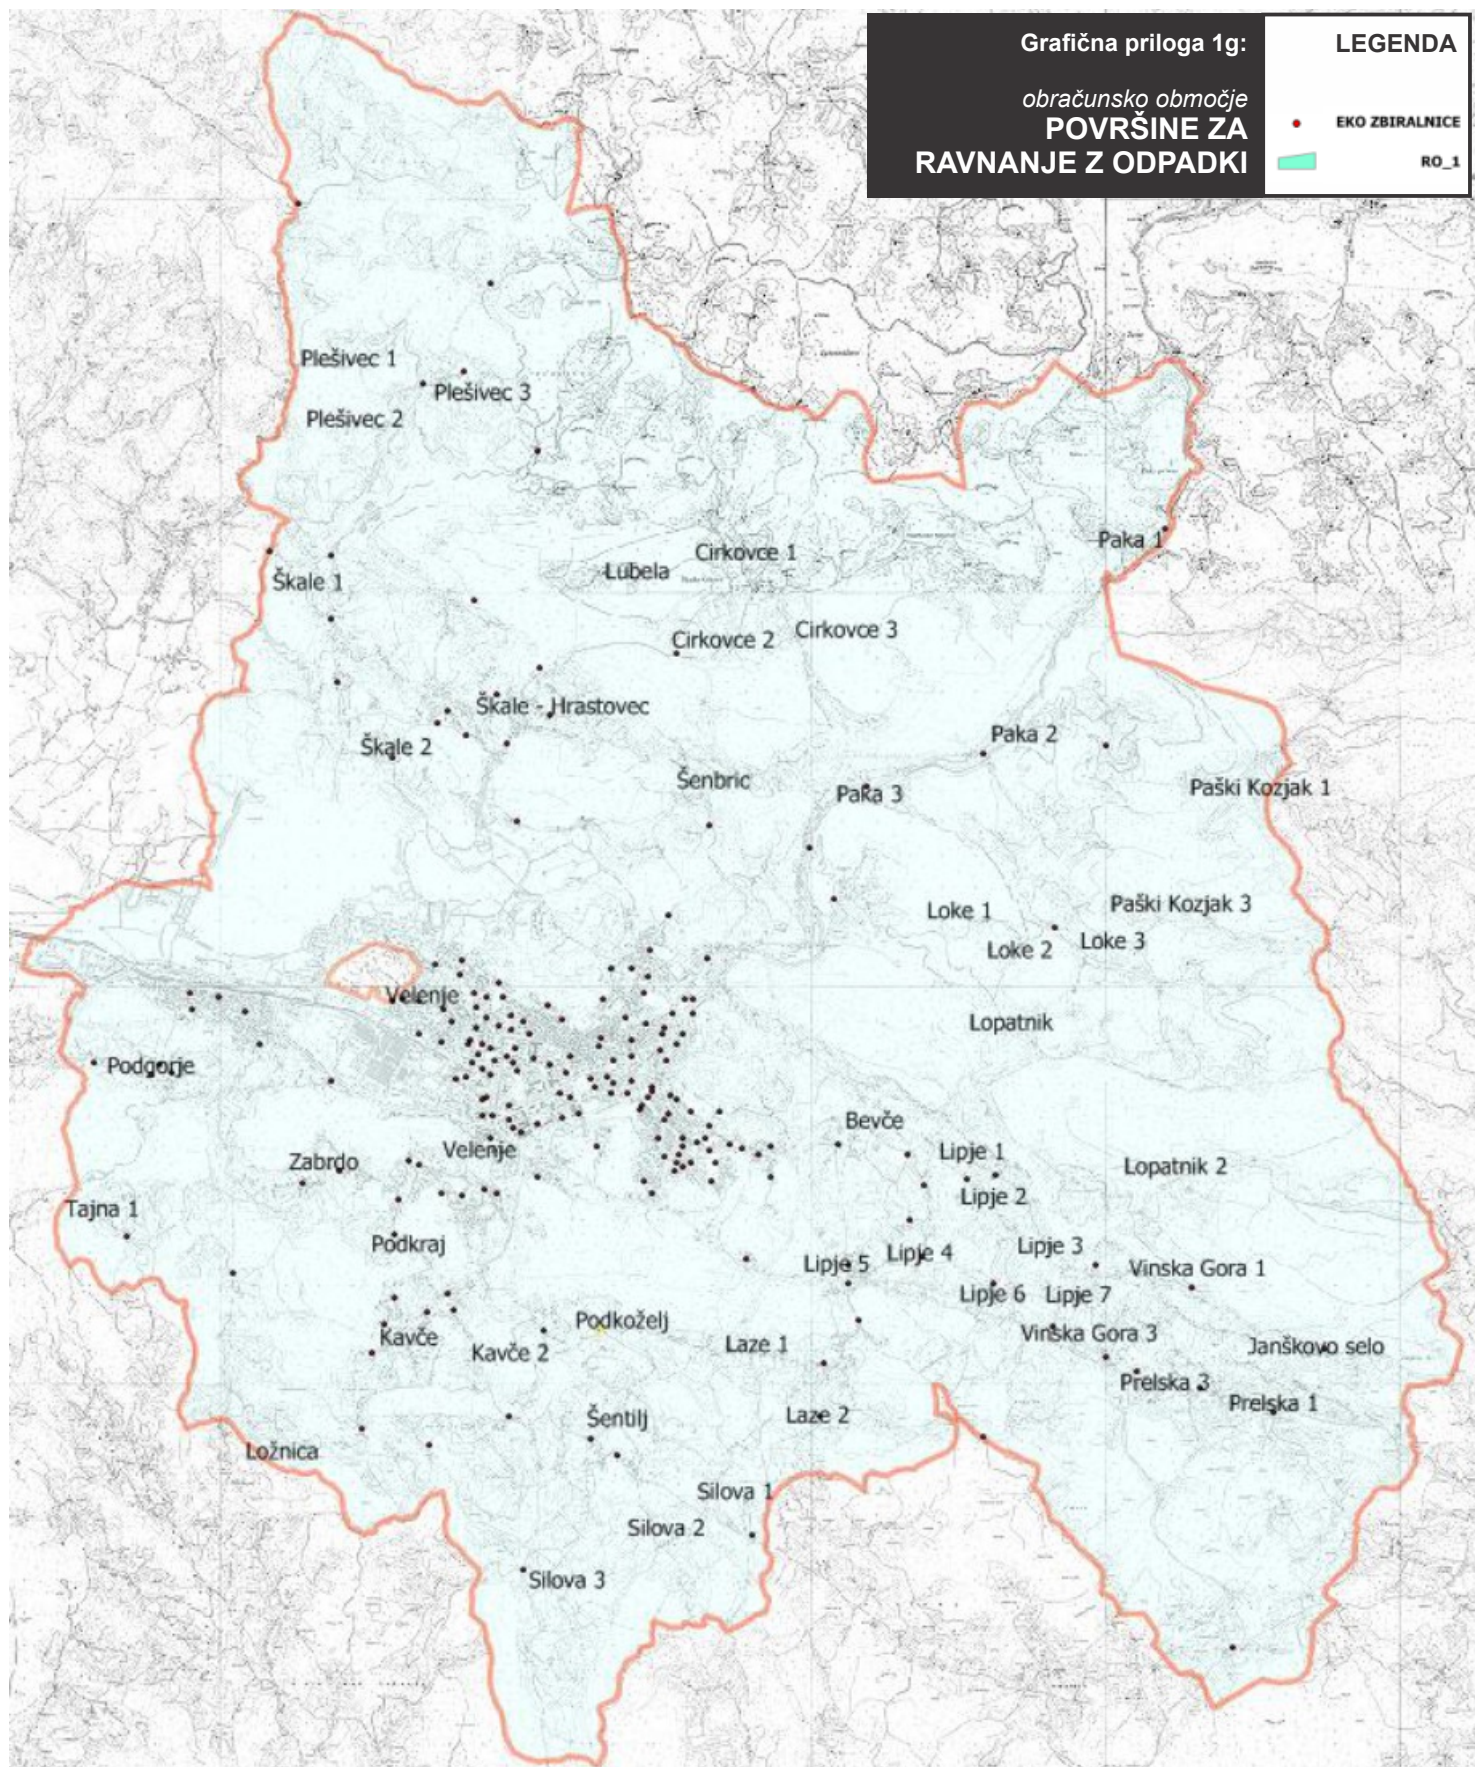 Grafična priloga 1g:
obračunsko območje
POVRŠINE ZA
RAVNANJE Z ODPADKI
LEGENDA
EKO ZBIRALNICE
RO_1
Plešivec 1
Plešivec 3
Plešivec 2
Paka 1
Cirkovce 1
Lubela
Škale 1
Cirkovce 3
Cirkovce 2
Škale - Hrastovec
Paka 2
Škale 2
Šenbric
Paški Kozjak 1
Paka 3
Paški Kozjak 3
Loke 1
Loke 3
Loke 2
Velenje
Lopatnik
Podgorje
Bevče
Velenje
Lipje 1
Zabrdo
Lopatnik 2
Lipje 2
Tajna 1
Podkraj
Lipje 3
Lipje 4
Lipje 5
Vinska Gora 1
Lipje 6
Lipje 7
Podkoželj
Vinska Gora 3
Kavče
Laze 1
Janškovo selo
Kavče 2
Prelska 3
Prelska 1
Laze 2
Šentilj
Ložnica
Silova 1
Silova 2
Silova 3